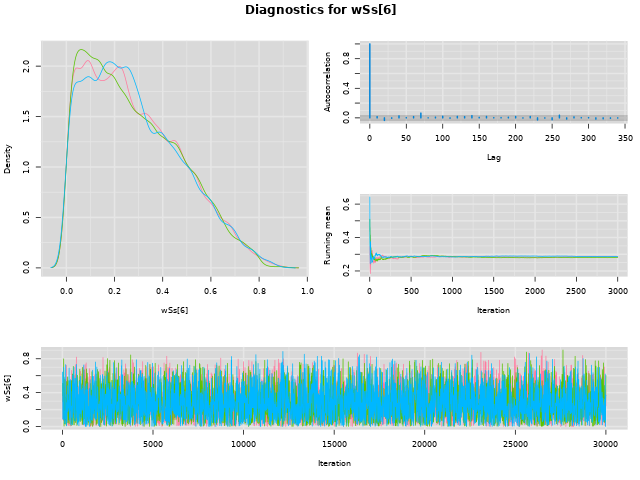 Diagnostics for wSs[6]
Density
0.0 0.5 1.0 1.5 2.0
0.0 0.2 0.4 0.6 0.8 1.0
wSs[6]
Autocorrelation
0.0 0.4 0.8
0 50 100 150 200 250 300 350
Lag
Running mean
0.2 0.4 0.6
0 500 1000 1500 2000 2500 3000
Iteration
wSs[6]
0.0 0.4 0.8
0 5000 10000 15000 20000 25000 30000
Iteration